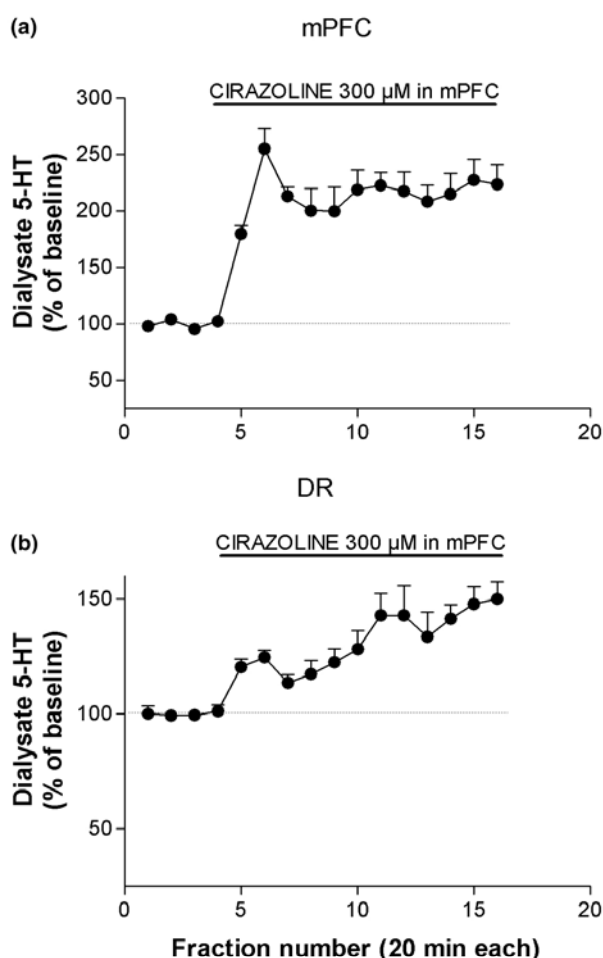 (a)
mPFC
CIRAZOLINE 300 µM in mPFC
300
250
200
150
100
50
Dialysate 5-HT
(% of baseline)
0 5 10 15 20
DR
(b)
CIRAZOLINE 300 µM in mPFC
150
100
50
Dialysate 5-HT
(% of baseline)
0 5 10 15 20
Fraction number (20 min each)